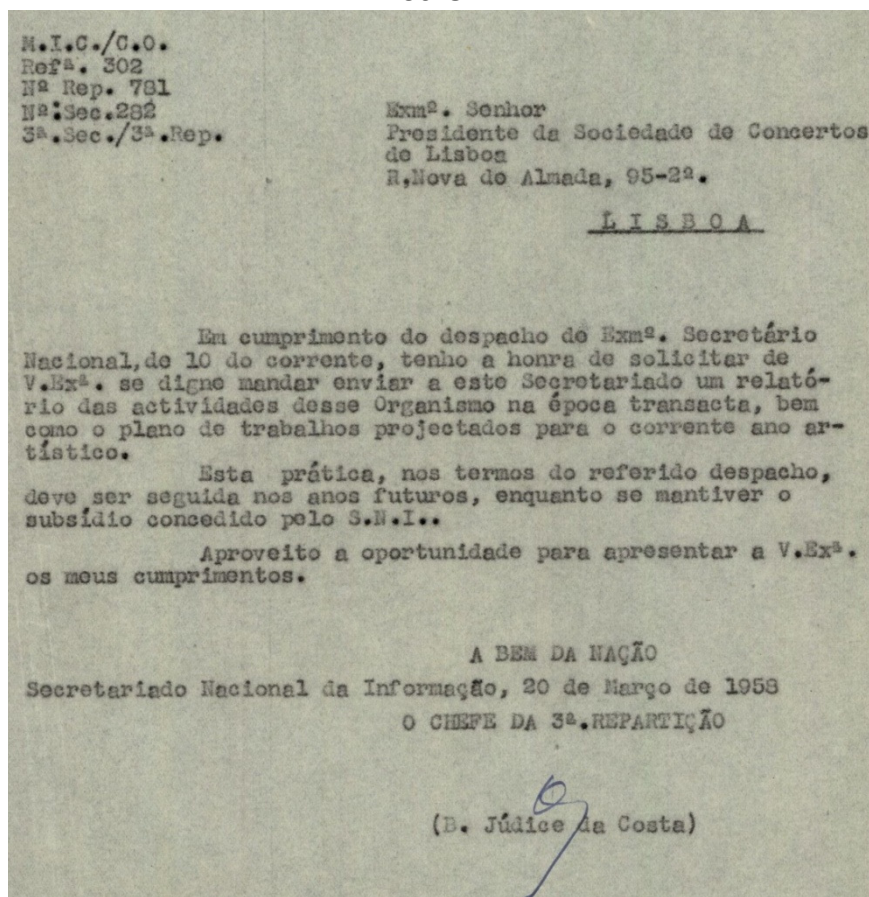 M.I.C./C.O.
Refª. 302
Nº Rep. 781
Nº:Sec.282
3ª.Sec./3ª.Rep.
Exmº. Senhor
Presidente da Sociedade de Concertos
de Lisboa
R,Nova do Almada, 95-2º.
LISBOA
Em cumprimento do despacho do Exmº. Secretário
Nacional,de 10 do corrente, tenho a honra de solicitar de
V.Exª. se digne mandar enviar a este Secretariado um relató-
rio das actividades desse Organismo na época transacta, bem
como o plano de trabalhos projectados para o corrente ano ar-
tístico.
Esta prática, nos termos do referido despacho,
deve ser seguida nos anos futuros, enquanto se mantiver o
subsídio concedido pelo S.N.I..
Aproveito a oportunidade para apresentar a V.Exª.
os meus cumprimentos.
A BEM DA NAÇÃO
Secretariado Nacional da Informação, 20 de Março de 1958
O CHEFE DA 3ª.REPARTIÇÃO
(B. Júdice da Costa)